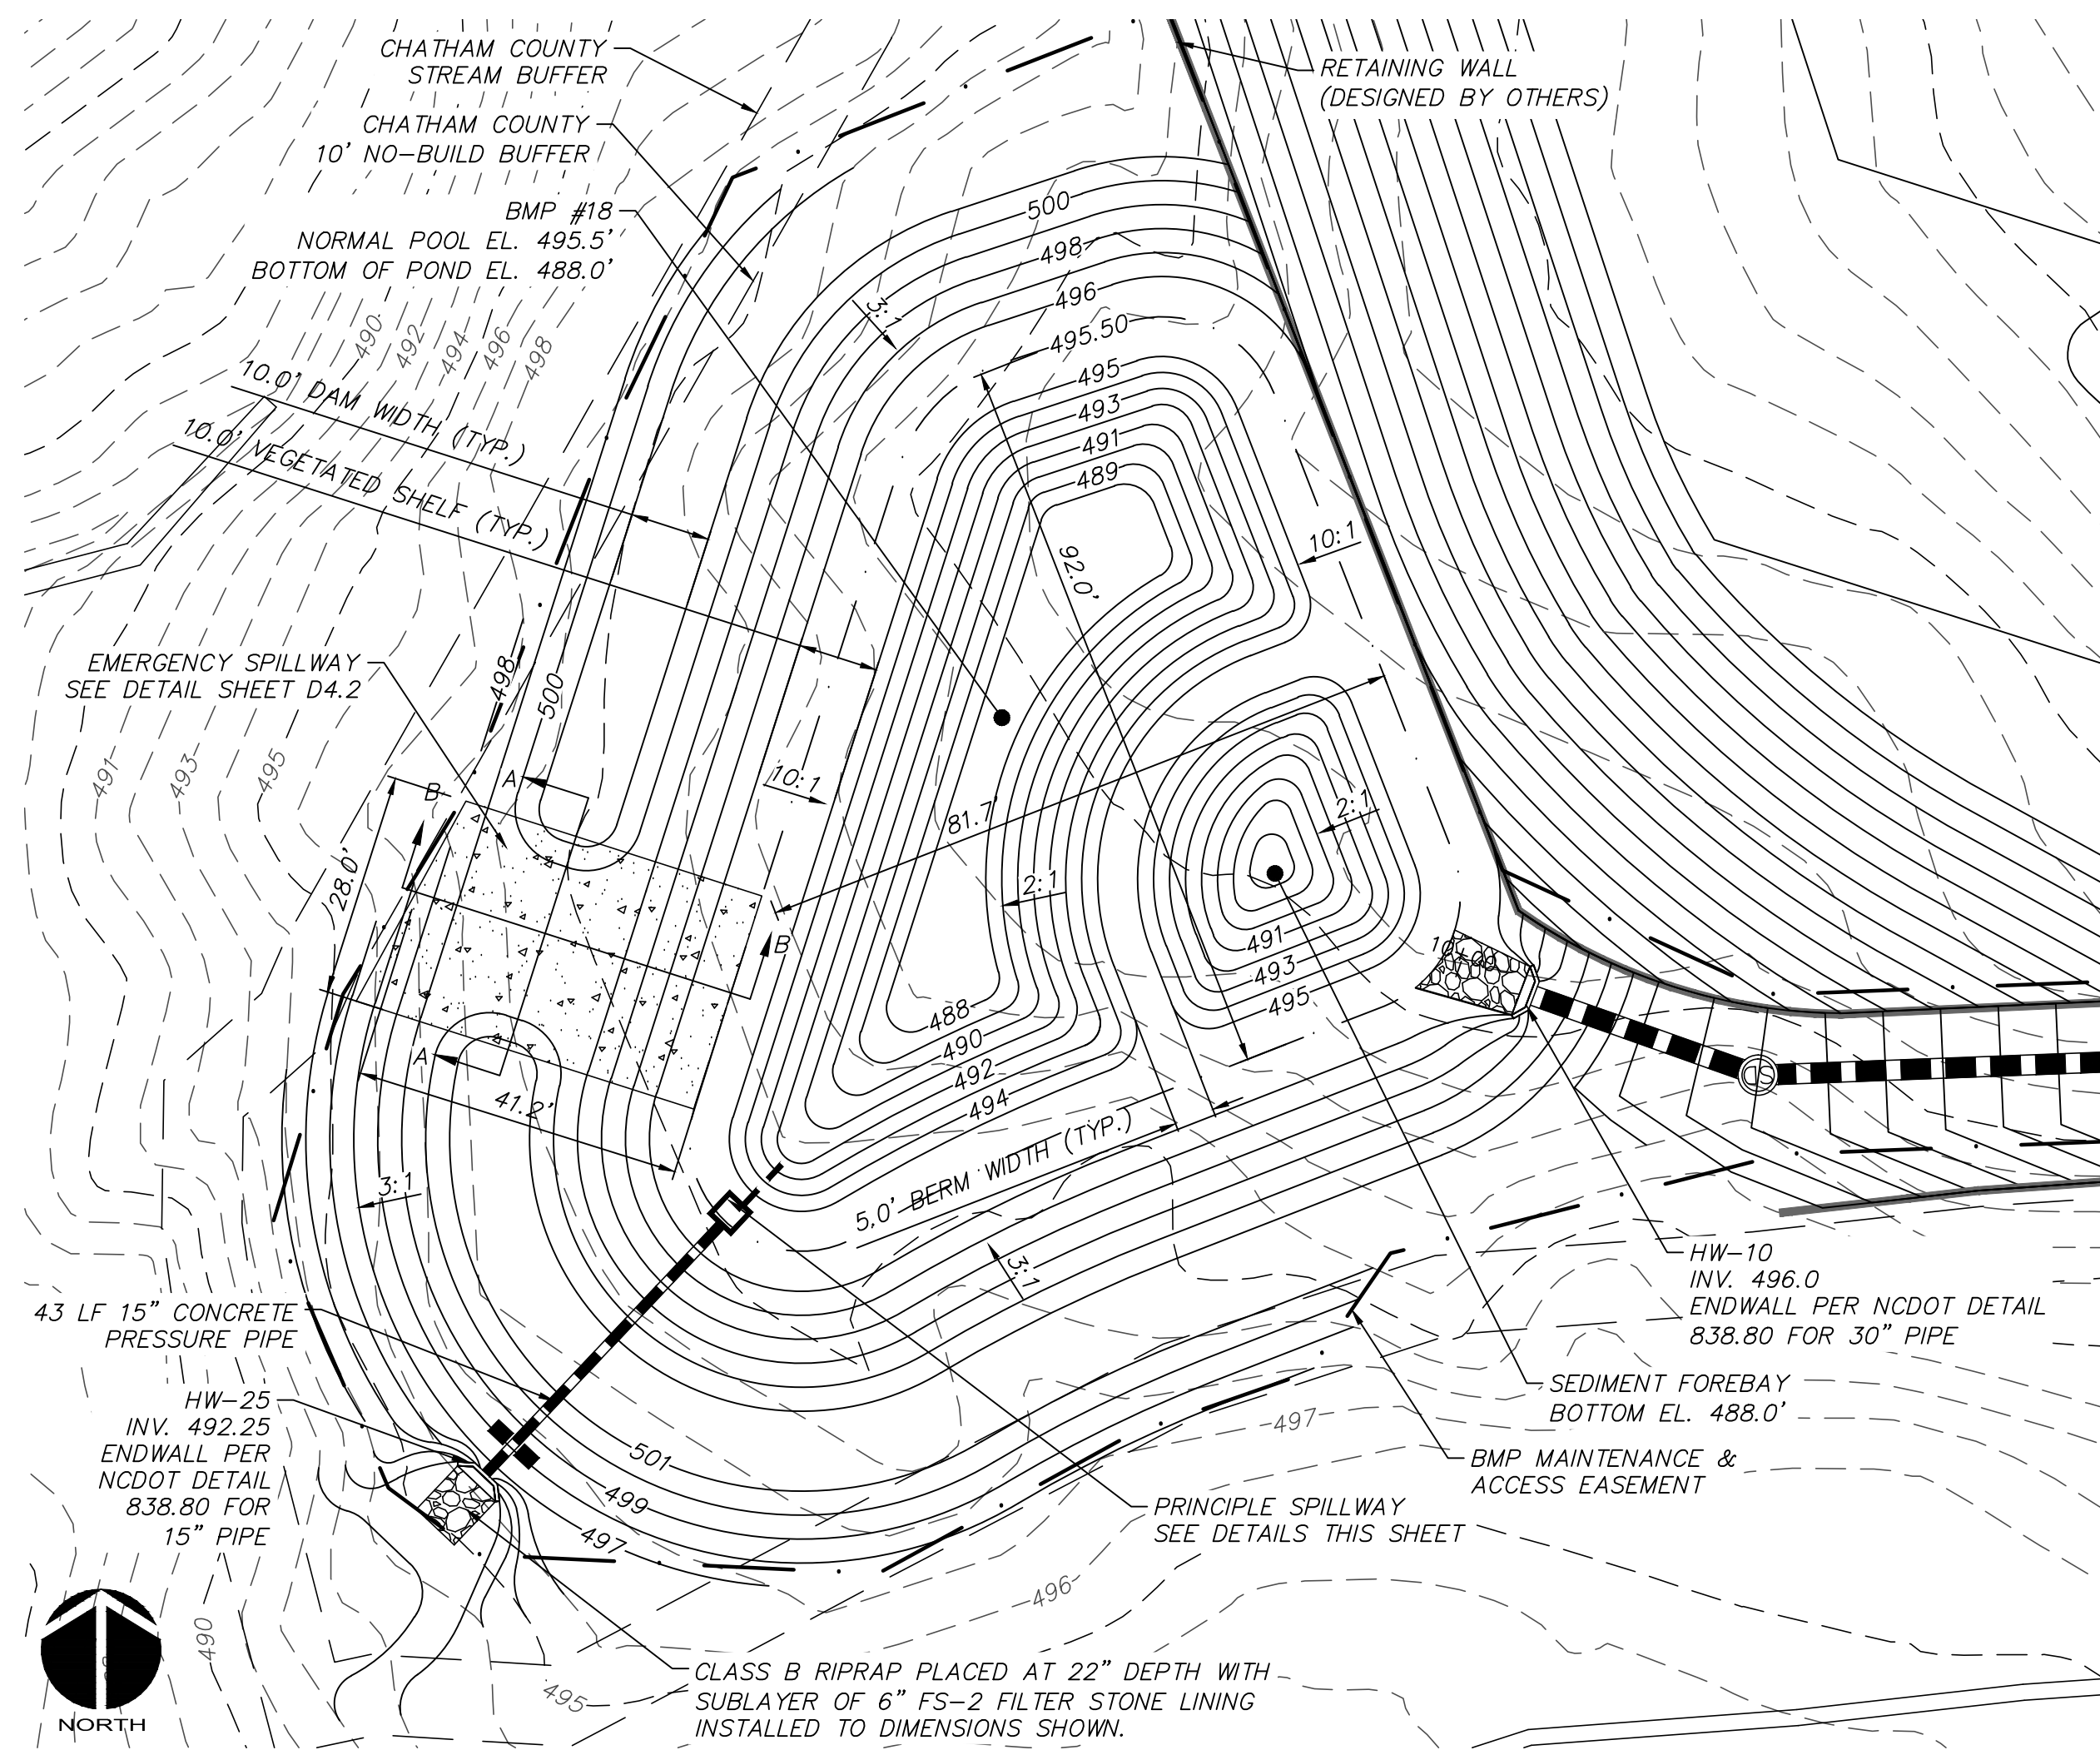 CHATHAM COUNTY
STREAM BUFFER
CHATHAM COUNTY
10' NO-BUILD BUFFER
BMP #18
NORMAL POOL EL. 495.5'
BOTTOM OF POND EL. 488.0'
RETAINING WALL
(DESIGNED BY OTHERS)
500
498
496
495.50
495
493
491
489
3:1
490
492
494
496
498
10.0' DAM WIDTH (TYP.)
10.0' VEGETATED SHELF (TYP.)
92.0'
10:1
EMERGENCY SPILLWAY
SEE DETAIL SHEET D4.2
498
500
491
493
495
B
A
10:1
81.7'
2:1
28.0'
2:1
B
491
493
495
10+00
488
490
492
494
A
41.2'
SD
5.0' BERM WIDTH (TYP.)
3:1
3:1
HW-10
INV. 496.0
ENDWALL PER NCDOT DETAIL
838.80 FOR 30" PIPE
43 LF 15" CONCRETE
PRESSURE PIPE
SEDIMENT FOREBAY
BOTTOM EL. 488.0'
HW-25
INV. 492.25
ENDWALL PER
NCDOT DETAIL
838.80 FOR
15" PIPE
497
BMP MAINTENANCE &
ACCESS EASEMENT
501
499
497
PRINCIPLE SPILLWAY
SEE DETAILS THIS SHEET
496
490
495
CLASS B RIPRAP PLACED AT 22" DEPTH WITH
SUBLAYER OF 6" FS-2 FILTER STONE LINING
INSTALLED TO DIMENSIONS SHOWN.
NORTH